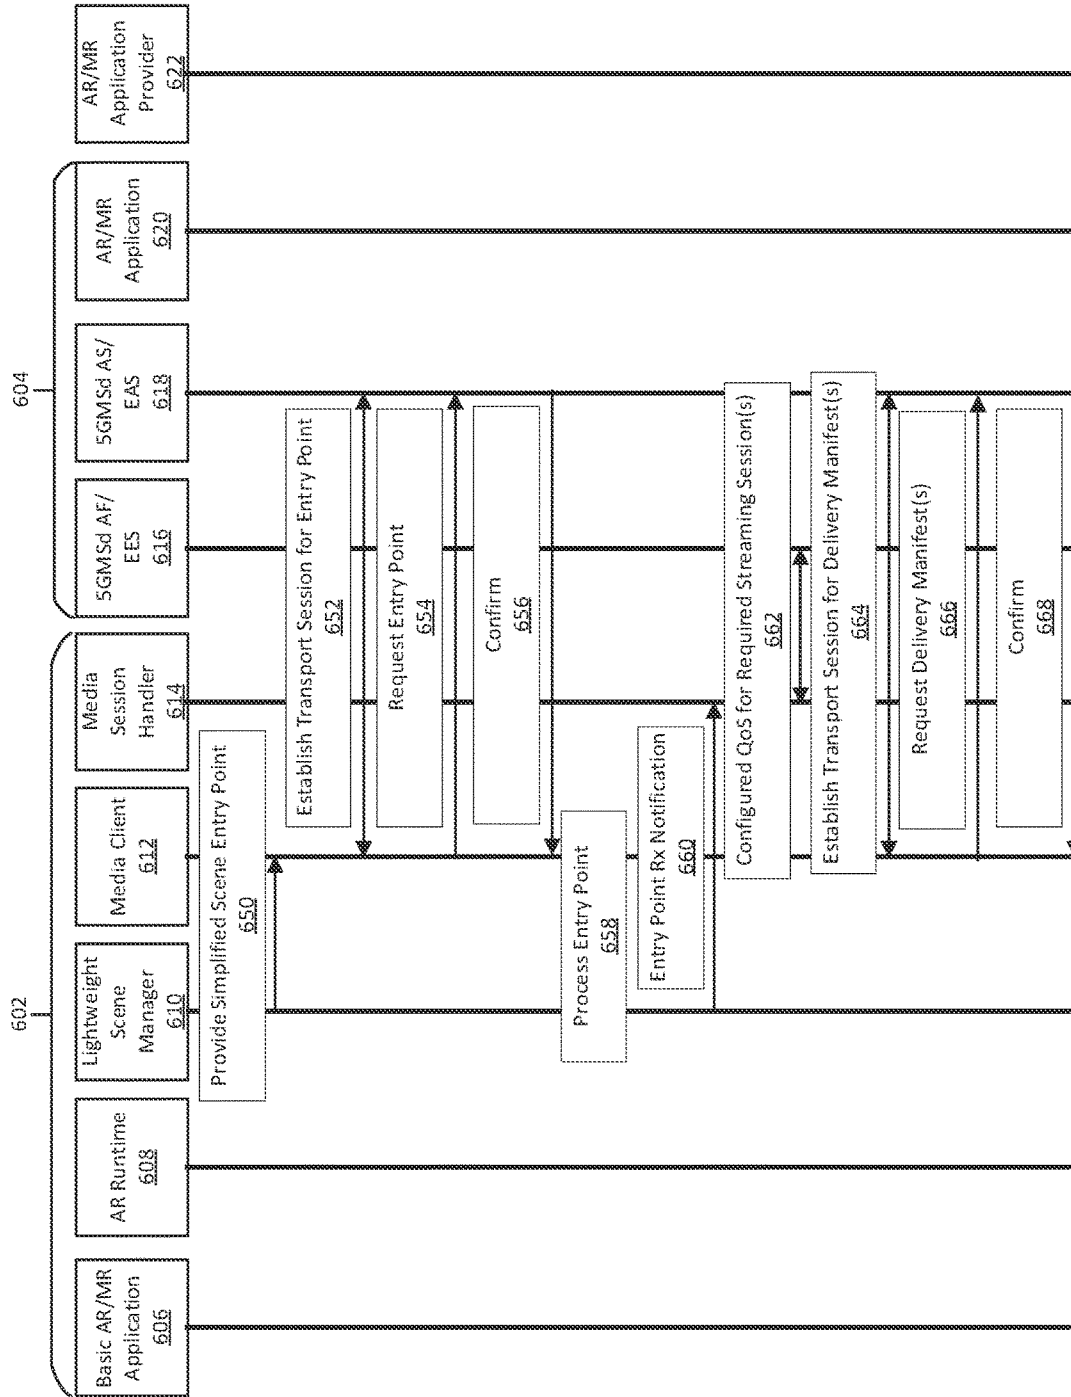 602
604
Basic AR/MR
Application
606
AR Runtime
608
Lightweight
Scene
Manager
610
Media Client
612
Media
Session
Handler
614
5GMSd AF/
EES
616
5GMSd AS/
EAS
618
AR/MR
Application
620
AR/MR
Application
Provider
622
Provide Simplified Scene Entry Point
650
Establish Transport Session for Entry Point
652
Request Entry Point
654
Confirm
656
Process Entry Point
658
Entry Point Rx Notification
660
Configured QoS for Required Streaming Session(s)
662
Establish Transport Session for Delivery Manifest(s)
664
Request Delivery Manifest(s)
666
Confirm
668